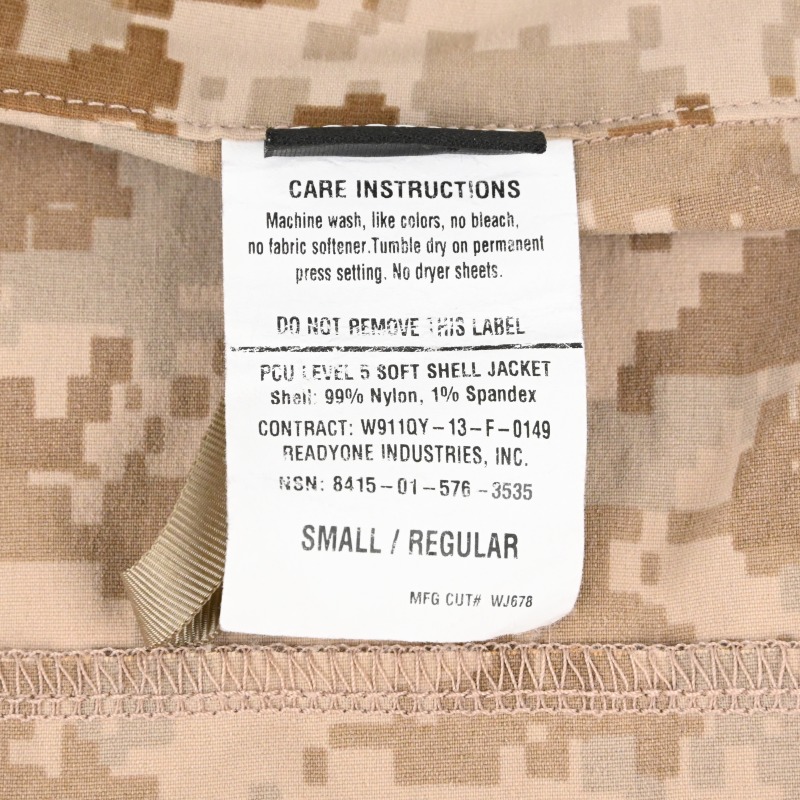 CARE INSTRUCTIONS
Machine wash, like colors, no bleach,
no fabric softener.Tumble dry on permanent
press setting. No dryer sheets.
DO NOT REMOVE THIS LABEL
PCU LEVEL 5 SOFT SHELL JACKET
Shell: 99% Nylon, 1% Spandex
CONTRACT: W911QY-13-F-0149
READYONE INDUSTRIES, INC.
NSN: 8415-01-576-3535
SMALL / REGULAR
MFG CUT# WJ678